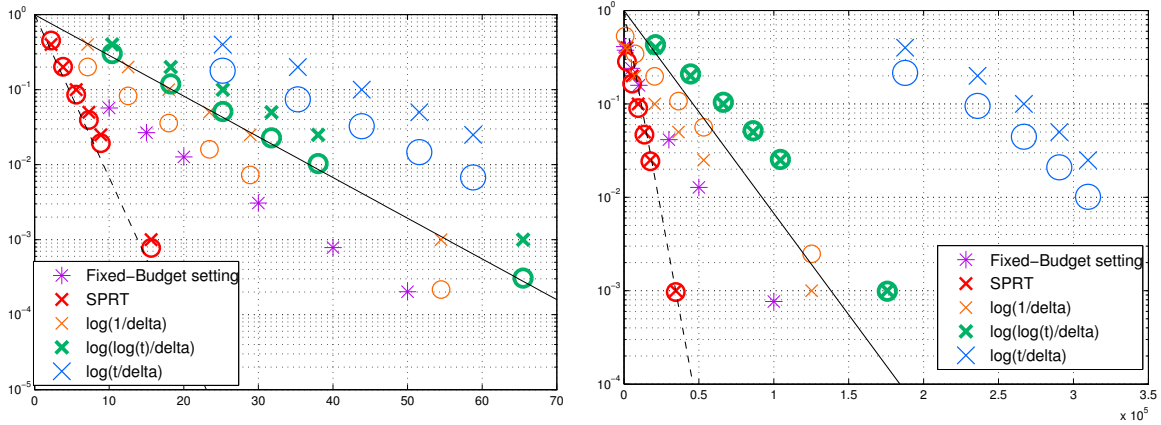 10^0
10^−1
10^−2
10^−3
10^−4
10^−5
0 10 20 30 40 50 60 70
Fixed−Budget setting
SPRT
log(1/delta)
log(log(t)/delta)
log(t/delta)
10^0
10^−1
10^−2
10^−3
10^−4
0 0.5 1 1.5 2 2.5 3 3.5
x 10^5
Fixed−Budget setting
SPRT
log(1/delta)
log(log(t)/delta)
log(t/delta)